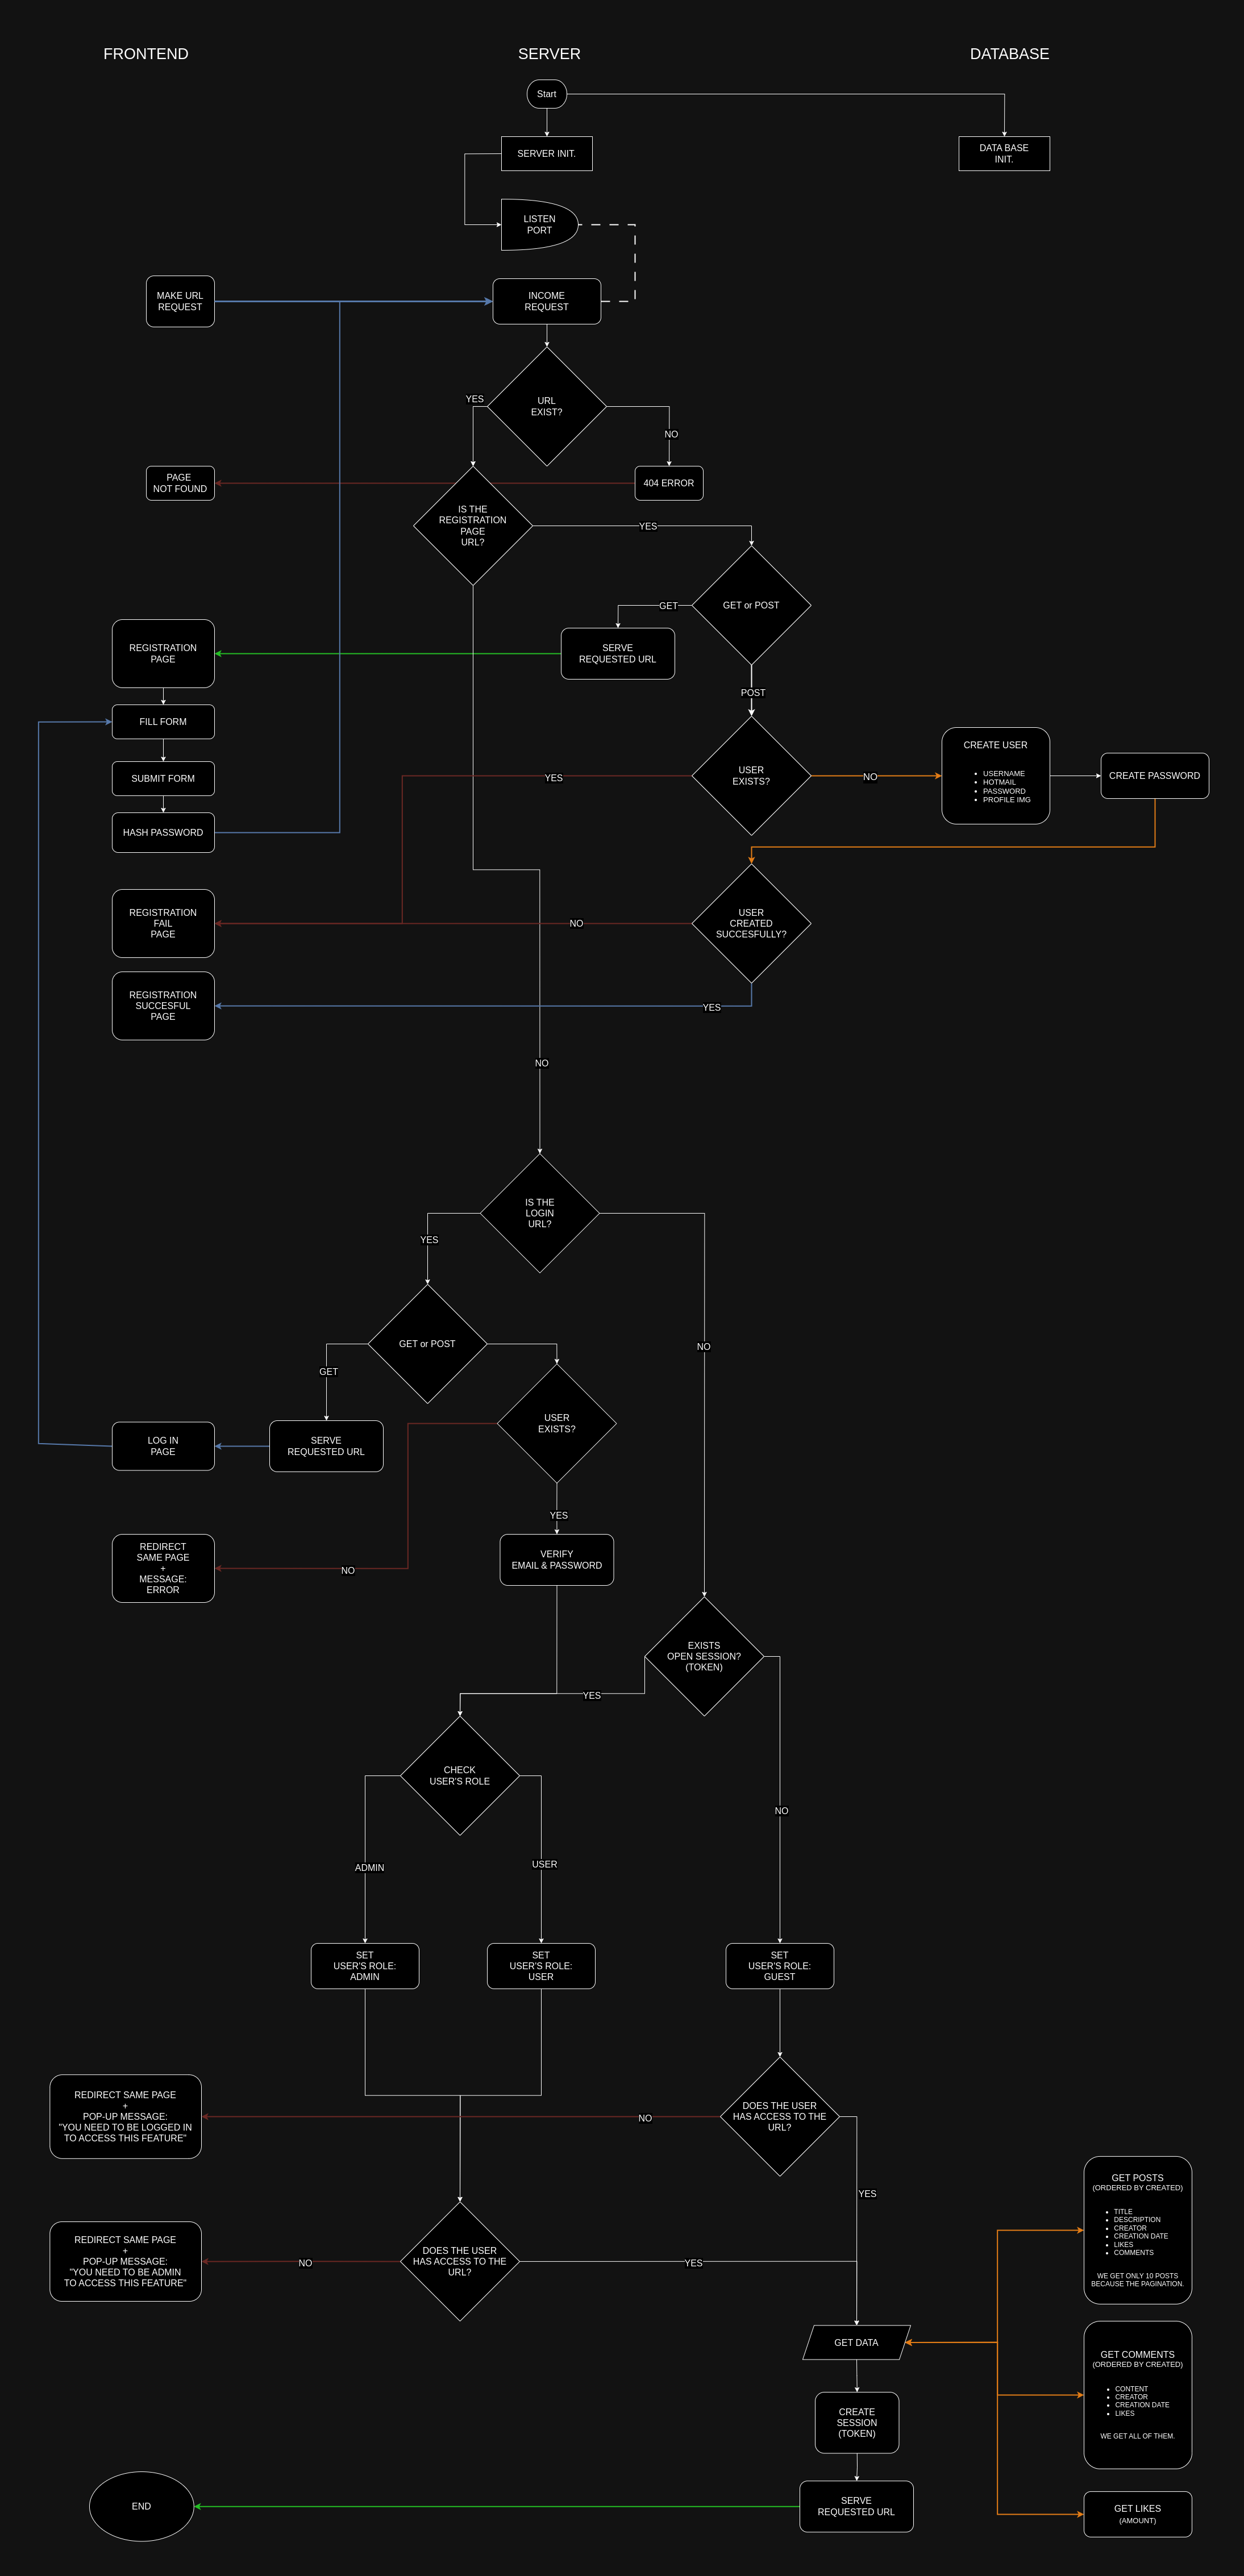 FRONTEND
SERVER
DATABASE
Start
SERVER INIT.
DATA BASE
INIT.
LISTEN
PORT
MAKE URL
REQUEST
INCOME
REQUEST
URL
EXIST?
YES
NO
PAGE
NOT FOUND
404 ERROR
IS THE
REGISTRATION
PAGE
URL?
YES
GET or POST
GET
SERVE
REQUESTED URL
REGISTRATION
PAGE
POST
FILL FORM
USER
EXISTS?
YES
NO
CREATE USER
• USERNAME
• HOTMAIL
• PASSWORD
• PROFILE IMG
CREATE PASSWORD
SUBMIT FORM
HASH PASSWORD
REGISTRATION
FAIL
PAGE
NO
USER
CREATED
SUCCESFULLY?
REGISTRATION
SUCCESFUL
PAGE
YES
NO
IS THE
LOGIN
URL?
YES
GET or POST
NO
GET
USER
EXISTS?
LOG IN
PAGE
SERVE
REQUESTED URL
YES
REDIRECT
SAME PAGE
+
MESSAGE:
ERROR
NO
VERIFY
EMAIL & PASSWORD
EXISTS
OPEN SESSION?
(TOKEN)
YES
CHECK
USER'S ROLE
NO
ADMIN
USER
SET
USER'S ROLE:
ADMIN
SET
USER'S ROLE:
USER
SET
USER'S ROLE:
GUEST
REDIRECT SAME PAGE
+
POP-UP MESSAGE:
"YOU NEED TO BE LOGGED IN
TO ACCESS THIS FEATURE"
NO
DOES THE USER
HAS ACCESS TO THE
URL?
YES
REDIRECT SAME PAGE
+
POP-UP MESSAGE:
"YOU NEED TO BE ADMIN
TO ACCESS THIS FEATURE"
NO
DOES THE USER
HAS ACCESS TO THE
URL?
YES
GET POSTS
(ORDERED BY CREATED)
• TITLE
• DESCRIPTION
• CREATOR
• CREATION DATE
• LIKES
• COMMENTS
WE GET ONLY 10 POSTS
BECAUSE THE PAGINATION.
GET DATA
GET COMMENTS
(ORDERED BY CREATED)
• CONTENT
• CREATOR
• CREATION DATE
• LIKES
WE GET ALL OF THEM.
CREATE
SESSION
(TOKEN)
END
SERVE
REQUESTED URL
GET LIKES
(AMOUNT)